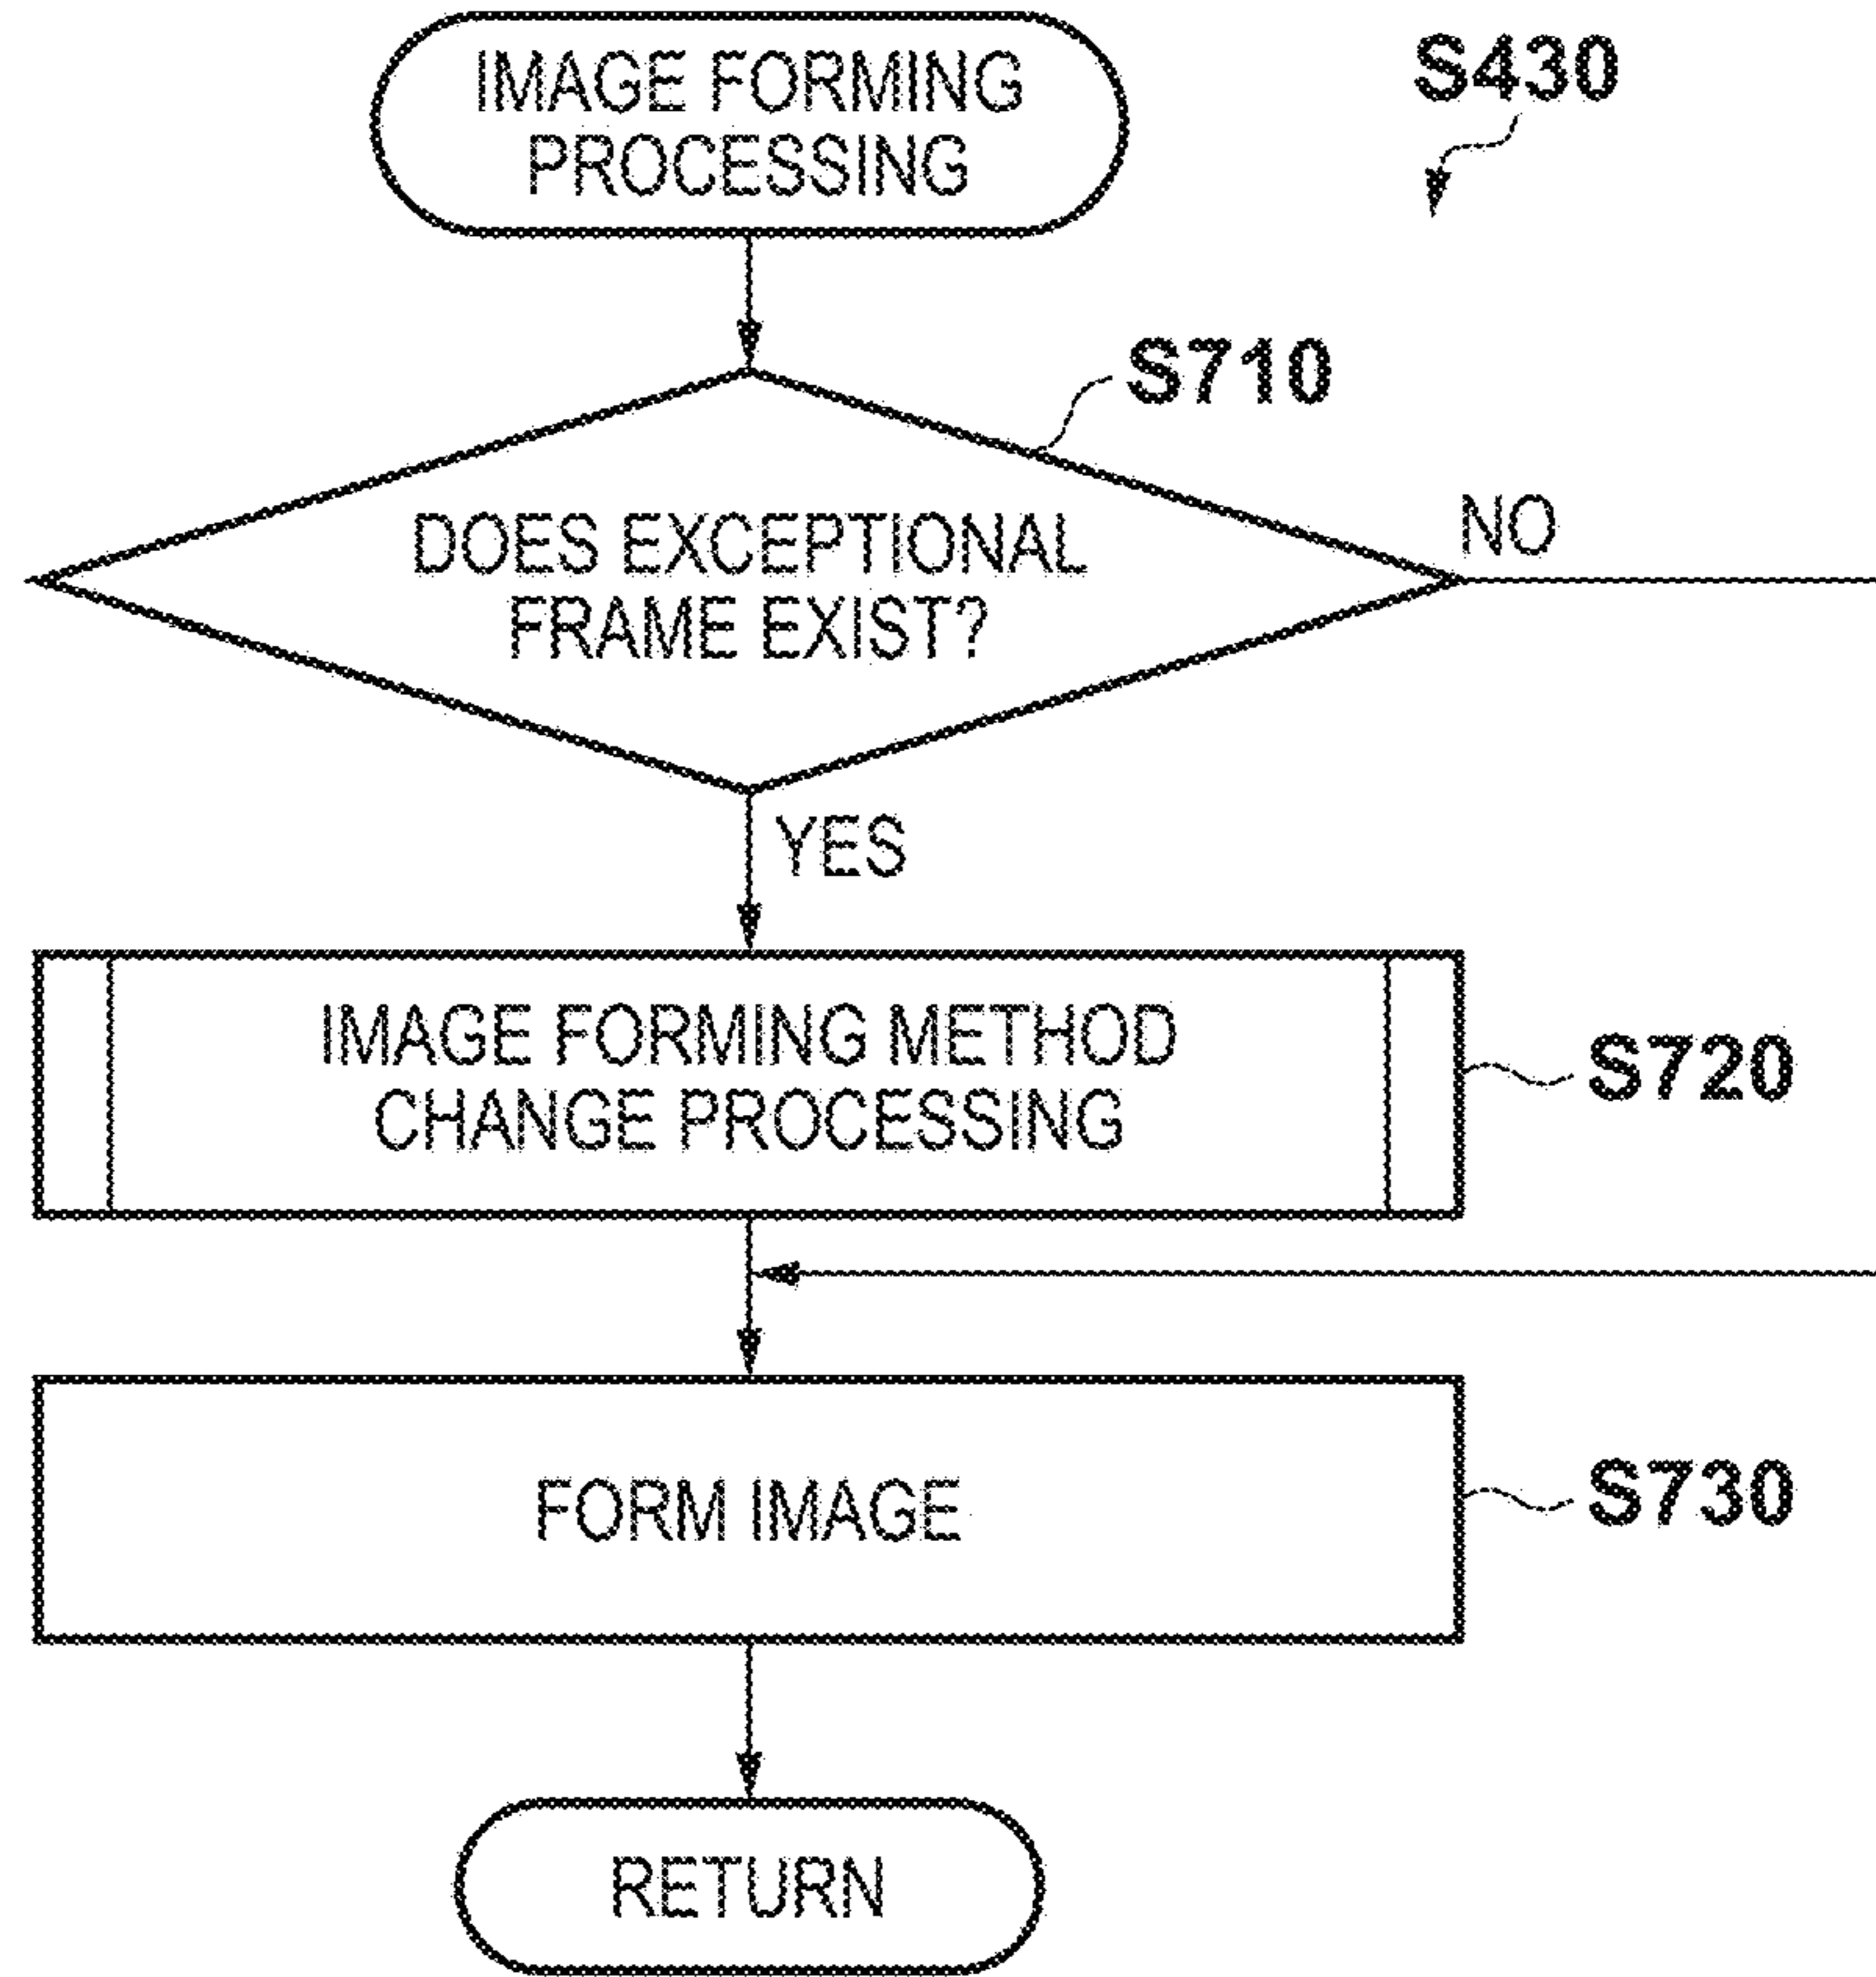 IMAGE FORMING
PROCESSING
S430
S710
DOES EXCEPTIONAL
FRAME EXIST?
NO
YES
IMAGE FORMING METHOD
CHANGE PROCESSING
S720
FORM IMAGE
S730
RETURN